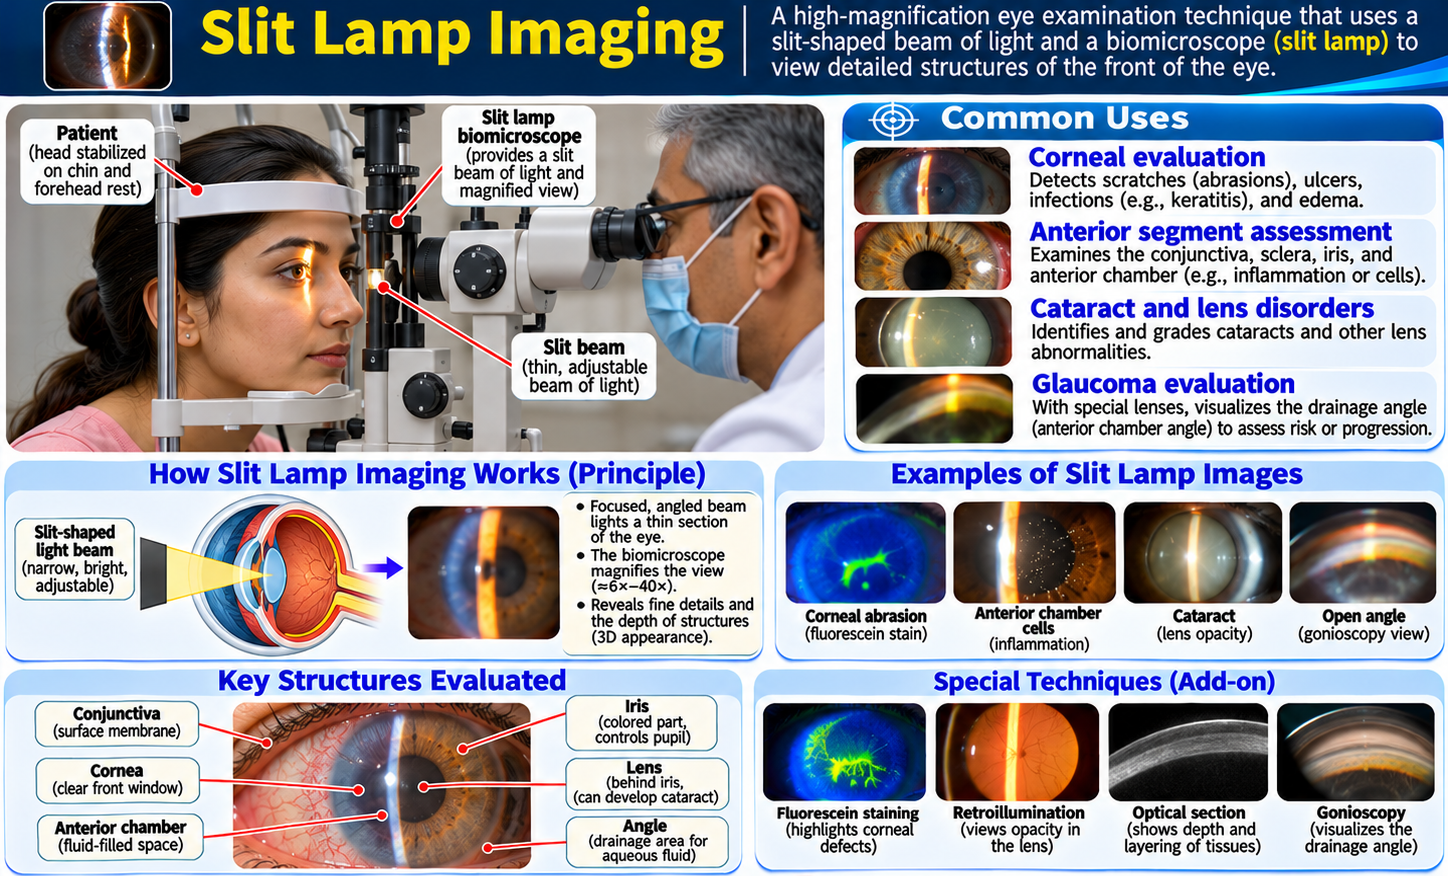 Slit Lamp Imaging
A high-magnification eye examination technique that uses a
slit-shaped beam of light and a biomicroscope (slit lamp) to
view detailed structures of the front of the eye.
Patient
(head stabilized
on chin and
forehead rest)
Slit lamp
biomicroscope
(provides a slit
beam of light and
magnified view)
Slit beam
(thin, adjustable
beam of light)
Common Uses
Corneal evaluation
Detects scratches (abrasions), ulcers,
infections (e.g., keratitis), and edema.
Anterior segment assessment
Examines the conjunctiva, sclera, iris, and
anterior chamber (e.g., inflammation or cells).
Cataract and lens disorders
Identifies and grades cataracts and other lens
abnormalities.
Glaucoma evaluation
With special lenses, visualizes the drainage angle
(anterior chamber angle) to assess risk or progression.
How Slit Lamp Imaging Works (Principle)
Slit-shaped
light beam
(narrow, bright,
adjustable)
• Focused, angled beam
lights a thin section
of the eye.
• The biomicroscope
magnifies the view
(≈6×–40×).
• Reveals fine details and
the depth of structures
(3D appearance).
Examples of Slit Lamp Images
Corneal abrasion
(fluorescein stain)
Anterior chamber
cells
(inflammation)
Cataract
(lens opacity)
Open angle
(gonioscopy view)
Key Structures Evaluated
Conjunctiva
(surface membrane)
Cornea
(clear front window)
Anterior chamber
(fluid-filled space)
Iris
(colored part,
controls pupil)
Lens
(behind iris,
(can develop cataract)
Angle
(drainage area for
aqueous fluid)
Special Techniques (Add-on)
Fluorescein staining
(highlights corneal
defects)
Retroillumination
(views opacity in
the lens)
Optical section
(shows depth and
layering of tissues)
Gonioscopy
(visualizes the
drainage angle)